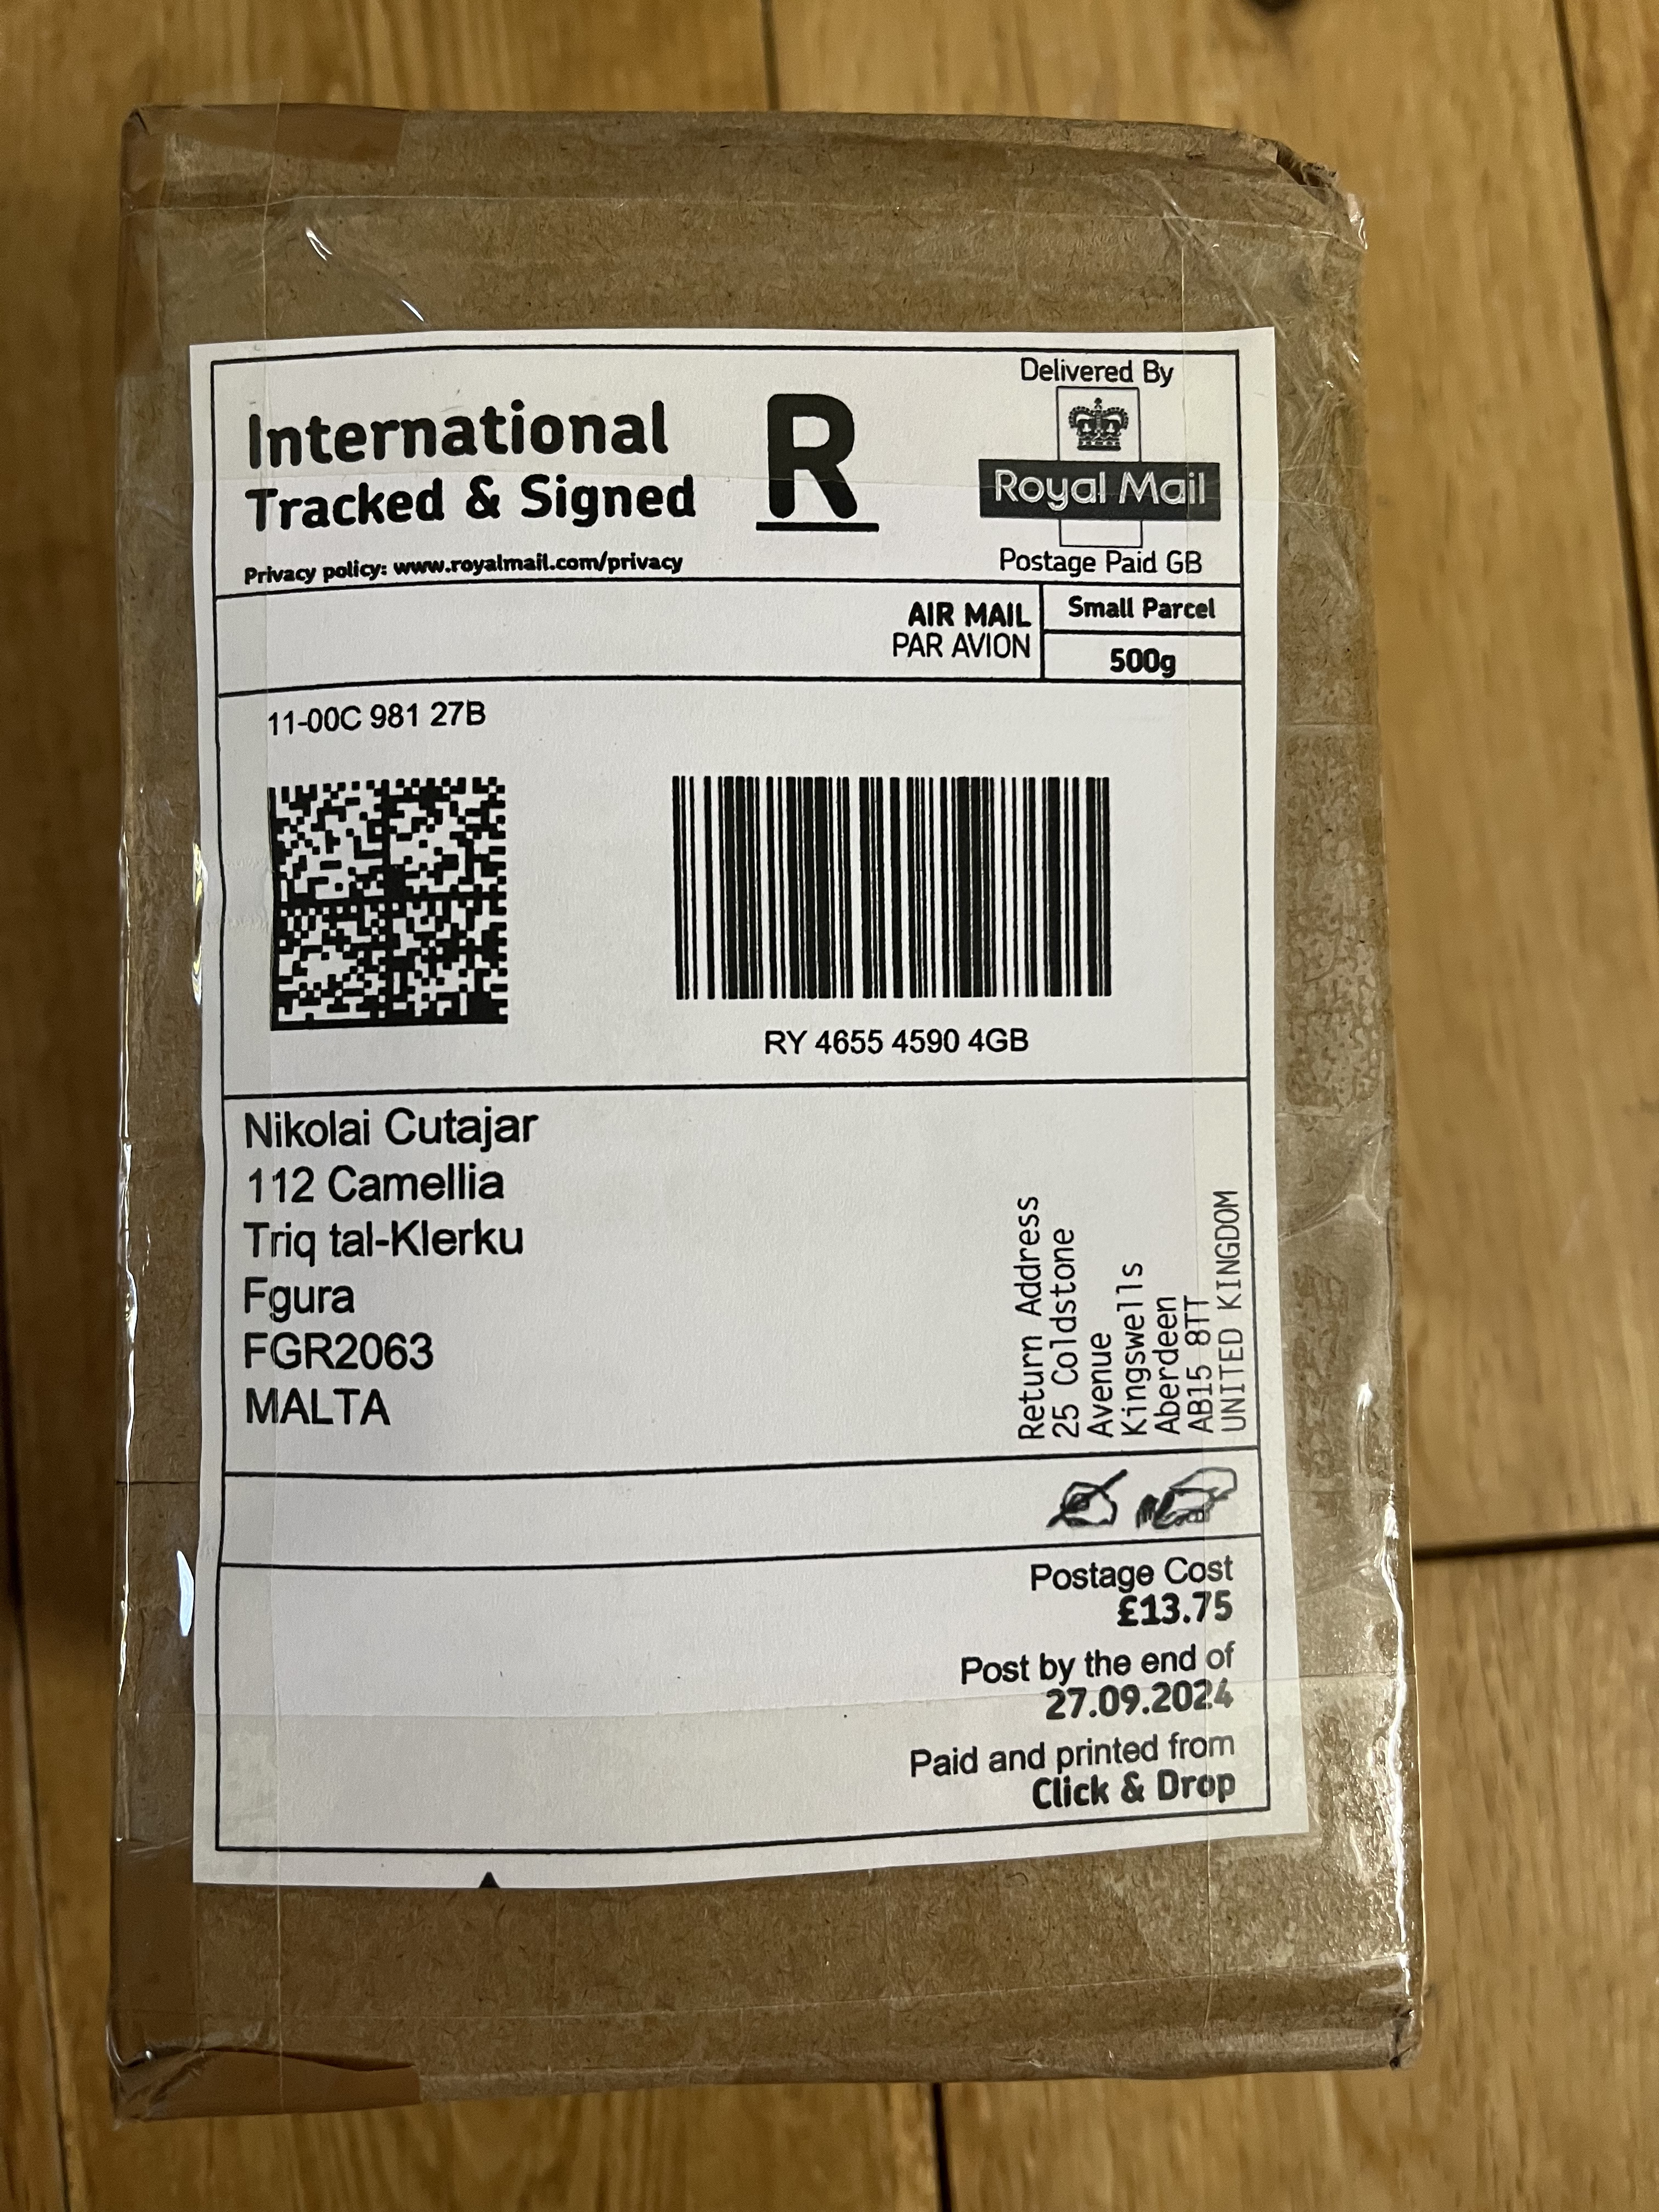 International
Tracked & Signed
Privacy policy: www.royalmail.com/privacy
R
Delivered By
Royal Mail
Postage Paid GB
AIR MAIL
PAR AVION
Small Parcel
500g
11-00C 981 27B
RY 4655 4590 4GB
Nikolai Cutajar
112 Camellia
Triq tal-Klerku
Fgura
FGR2063
MALTA
Return Address
25 Coldstone
Avenue
Kingswells
Aberdeen
AB15 8TT
UNITED KINGDOM
Postage Cost
£13.75
Post by the end of
27.09.2024
Paid and printed from
Click & Drop